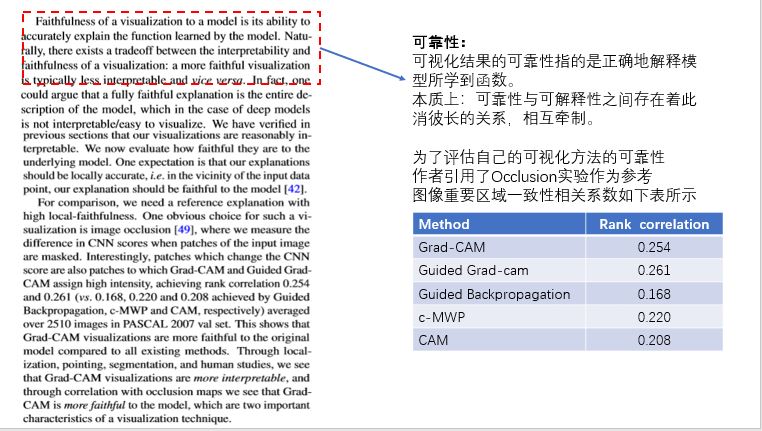 Faithfulness of a visualization to a model is its ability to
accurately explain the function learned by the model. Natu-
rally, there exists a tradeoff between the interpretability and
faithfulness of a visualization: a more faithful visualization
is typically less interpretable and vice versa. In fact, one
could argue that a fully faithful explanation is the entire de-
scription of the model, which in the case of deep models
is not interpretable/easy to visualize. We have verified in
previous sections that our visualizations are reasonably in-
terpretable. We now evaluate how faithful they are to the
underlying model. One expectation is that our explanations
should be locally accurate, i.e. in the vicinity of the input data
point, our explanation should be faithful to the model [42].
For comparison, we need a reference explanation with
high local-faithfulness. One obvious choice for such a vi-
sualization is image occlusion [49], where we measure the
difference in CNN scores when patches of the input image
are masked. Interestingly, patches which change the CNN
score are also patches to which Grad-CAM and Guided Grad-
CAM assign high intensity, achieving rank correlation 0.254
and 0.261 (vs. 0.168, 0.220 and 0.208 achieved by Guided
Backpropagation, c-MWP and CAM, respectively) averaged
over 2510 images in PASCAL 2007 val set. This shows that
Grad-CAM visualizations are more faithful to the original
model compared to all existing methods. Through local-
ization, pointing, segmentation, and human studies, we see
that Grad-CAM visualizations are more interpretable, and
through correlation with occlusion maps we see that Grad-
CAM is more faithful to the model, which are two important
characteristics of a visualization technique.
可靠性：
可视化结果的可靠性指的是正确地解释模
型所学到函数。
本质上：可靠性与可解释性之间存在着此
消彼长的关系，相互牵制。
为了评估自己的可视化方法的可靠性
作者引用了Occlusion实验作为参考
图像重要区域一致性相关系数如下表所示
Method Rank correlation
Grad-CAM 0.254
Guided Grad-cam 0.261
Guided Backpropagation 0.168
c-MWP 0.220
CAM 0.208